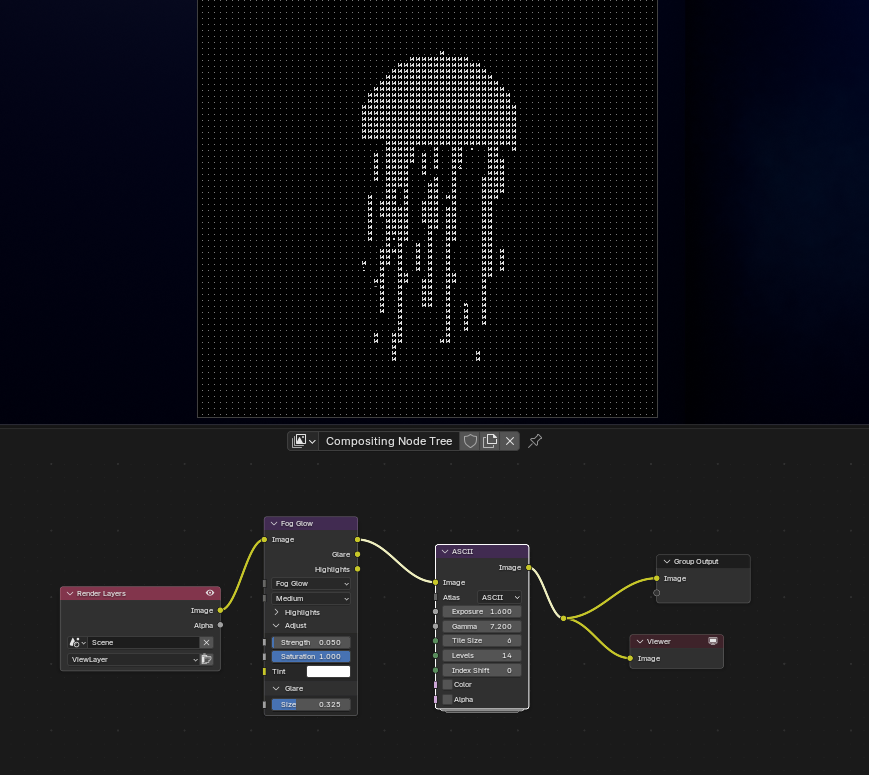 Compositing Node Tree
Fog Glow
Image
Glare
Highlights
Fog Glow
Medium
Highlights
Adjust
Strength 0.050
Saturation 1.000
Tint
Glare
Size 0.325
Render Layers
Image
Alpha
Scene
ViewLayer
ASCII
Image
Image
Atlas ASCII
Exposure 1.600
Gamma 7.200
Tile Size 6
Levels 14
Index Shift 0
Color
Alpha
Group Output
Image
Viewer
Image